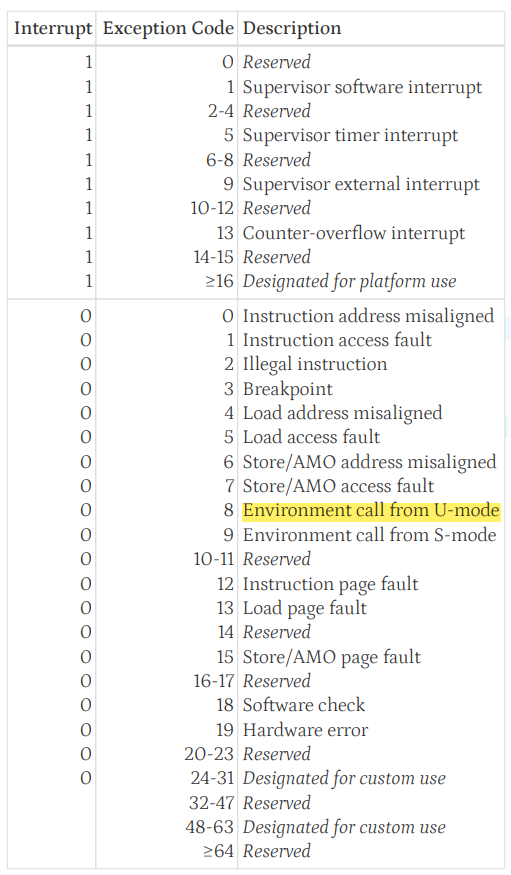 Interrupt Exception Code Description
1 0 Reserved
1 1 Supervisor software interrupt
1 2-4 Reserved
1 5 Supervisor timer interrupt
1 6-8 Reserved
1 9 Supervisor external interrupt
1 10-12 Reserved
1 13 Counter-overflow interrupt
1 14-15 Reserved
1 ≥16 Designated for platform use
0 0 Instruction address misaligned
0 1 Instruction access fault
0 2 Illegal instruction
0 3 Breakpoint
0 4 Load address misaligned
0 5 Load access fault
0 6 Store/AMO address misaligned
0 7 Store/AMO access fault
0 8 Environment call from U-mode
0 9 Environment call from S-mode
0 10-11 Reserved
0 12 Instruction page fault
0 13 Load page fault
0 14 Reserved
0 15 Store/AMO page fault
0 16-17 Reserved
0 18 Software check
0 19 Hardware error
0 20-23 Reserved
0 24-31 Designated for custom use
32-47 Reserved
48-63 Designated for custom use
≥64 Reserved